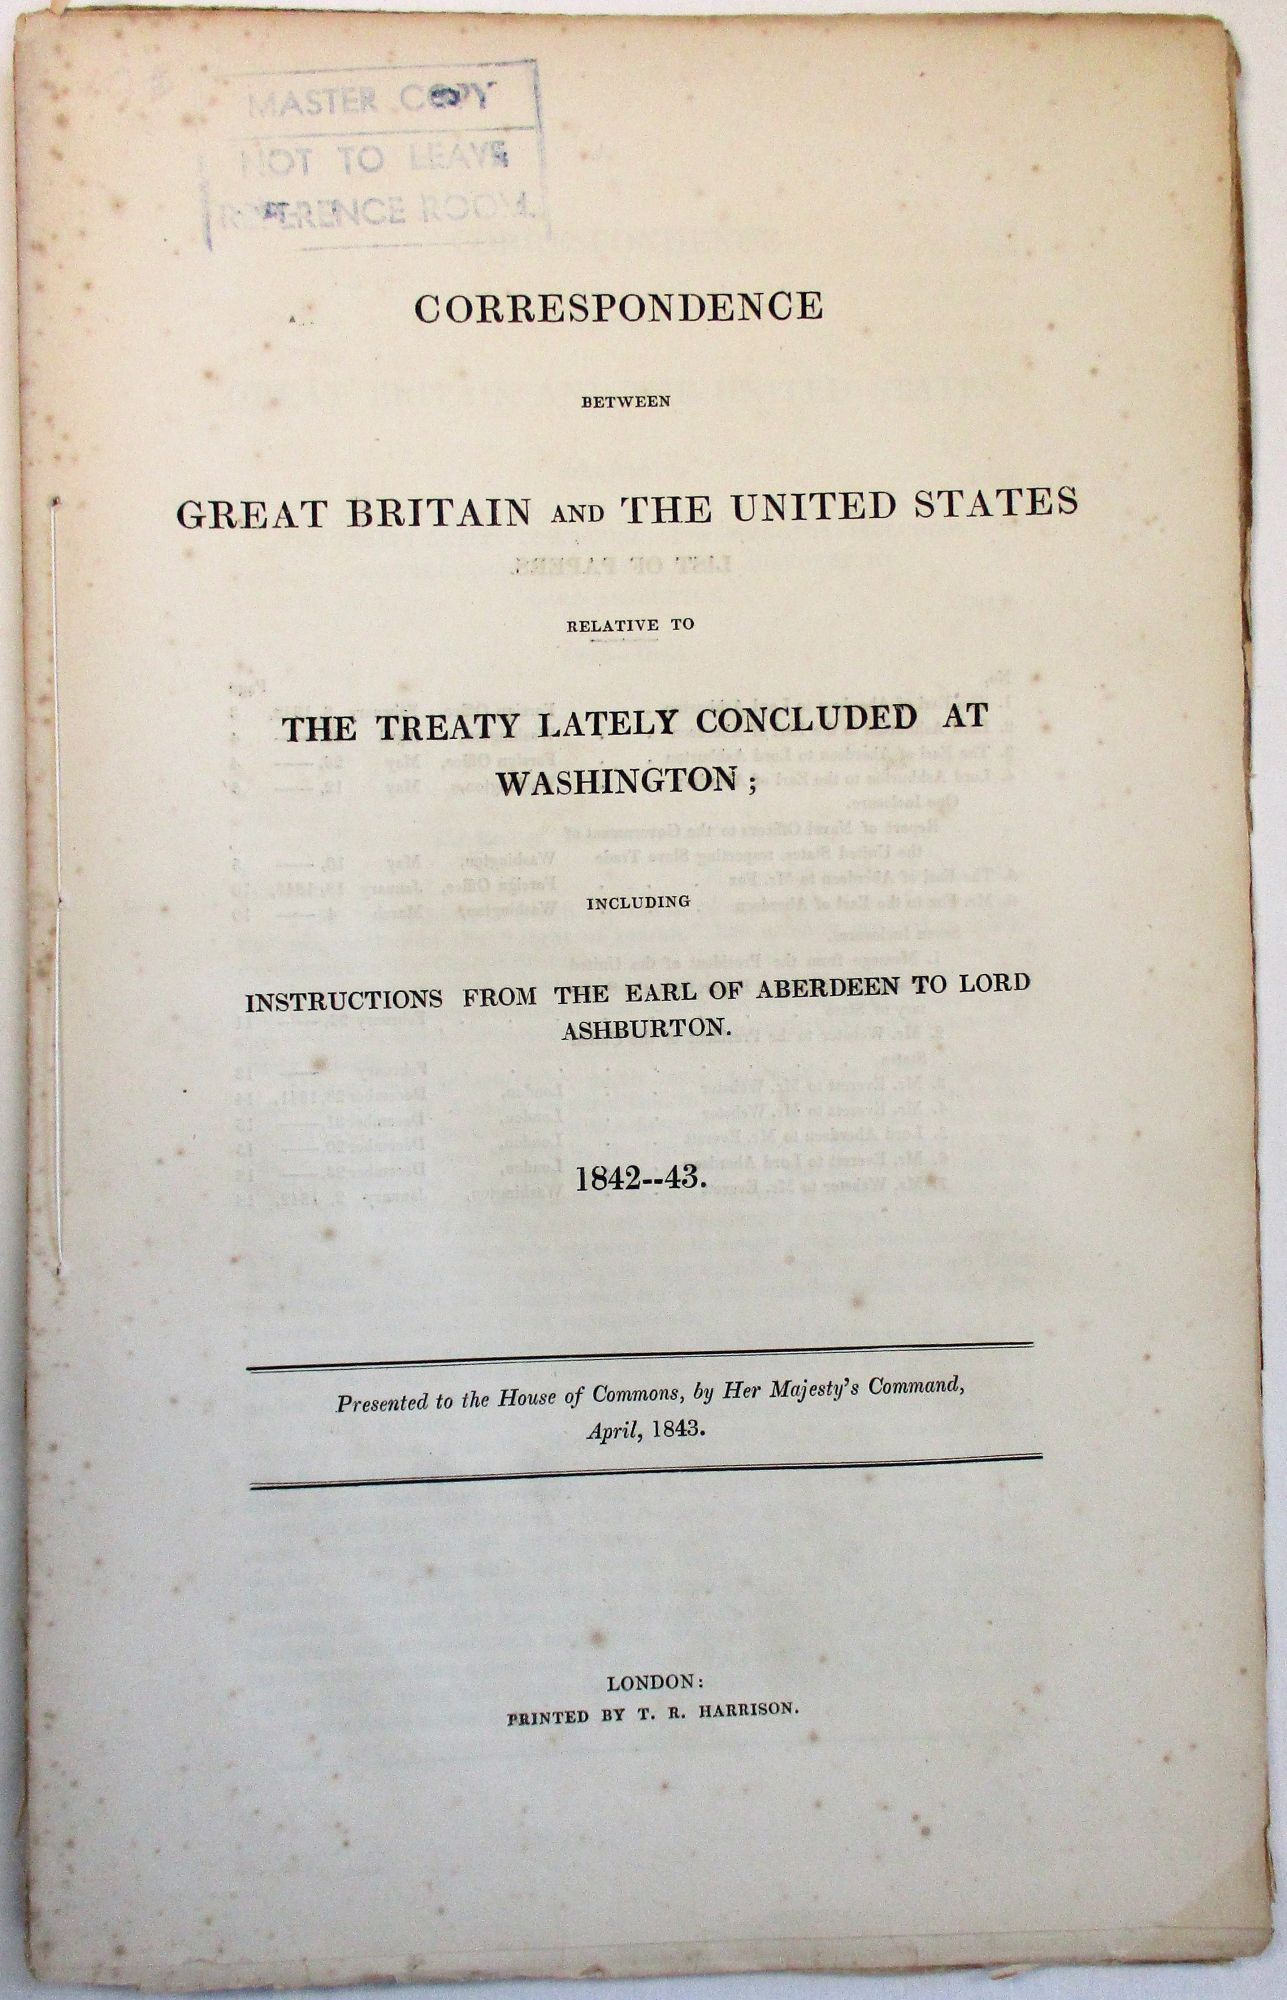 MASTER COPY
NOT TO LEAVE
REFERENCE ROOM.
CORRESPONDENCE
BETWEEN
GREAT BRITAIN AND THE UNITED STATES
RELATIVE TO
THE TREATY LATELY CONCLUDED AT
WASHINGTON;
INCLUDING
INSTRUCTIONS FROM THE EARL OF ABERDEEN TO LORD
ASHBURTON.
1842--43.
Presented to the House of Commons, by Her Majesty's Command,
April, 1843.
LONDON:
PRINTED BY T. R. HARRISON.